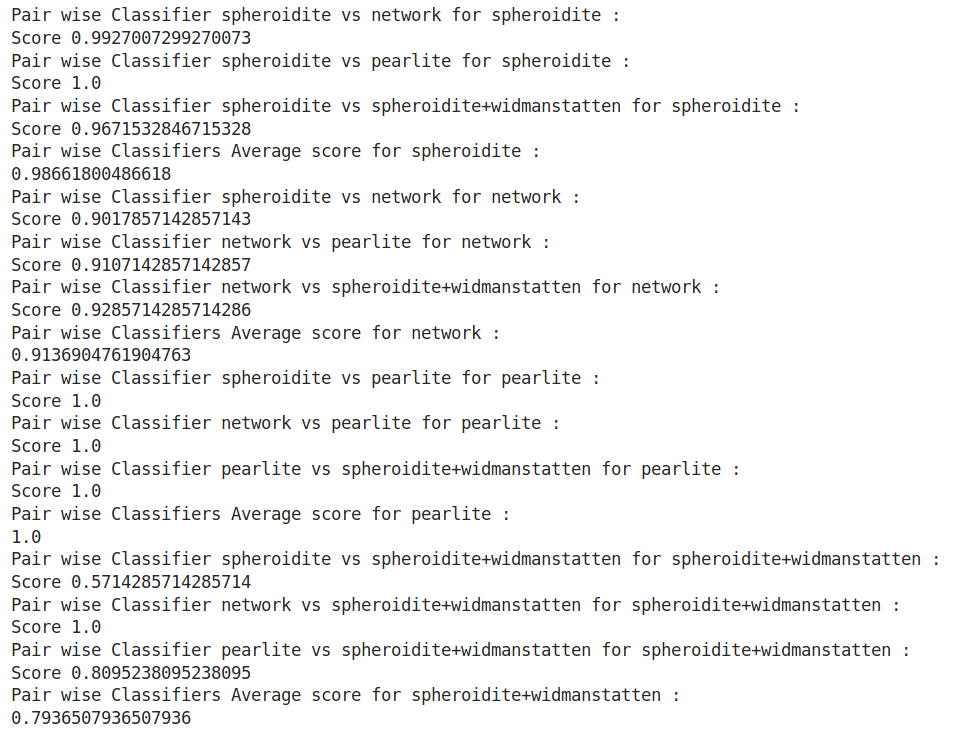 Pair wise Classifier spheroidite vs network for spheroidite :
Score 0.9927007299270073
Pair wise Classifier spheroidite vs pearlite for spheroidite :
Score 1.0
Pair wise Classifier spheroidite vs spheroidite+widmanstatten for spheroidite :
Score 0.9671532846715328
Pair wise Classifiers Average score for spheroidite :
0.98661800486618
Pair wise Classifier spheroidite vs network for network :
Score 0.9017857142857143
Pair wise Classifier network vs pearlite for network :
Score 0.9107142857142857
Pair wise Classifier network vs spheroidite+widmanstatten for network :
Score 0.9285714285714286
Pair wise Classifiers Average score for network :
0.9136904761904763
Pair wise Classifier spheroidite vs pearlite for pearlite :
Score 1.0
Pair wise Classifier network vs pearlite for pearlite :
Score 1.0
Pair wise Classifier pearlite vs spheroidite+widmanstatten for pearlite :
Score 1.0
Pair wise Classifiers Average score for pearlite :
1.0
Pair wise Classifier spheroidite vs spheroidite+widmanstatten for spheroidite+widmanstatten :
Score 0.5714285714285714
Pair wise Classifier network vs spheroidite+widmanstatten for spheroidite+widmanstatten :
Score 1.0
Pair wise Classifier pearlite vs spheroidite+widmanstatten for spheroidite+widmanstatten :
Score 0.8095238095238095
Pair wise Classifiers Average score for spheroidite+widmanstatten :
0.7936507936507936